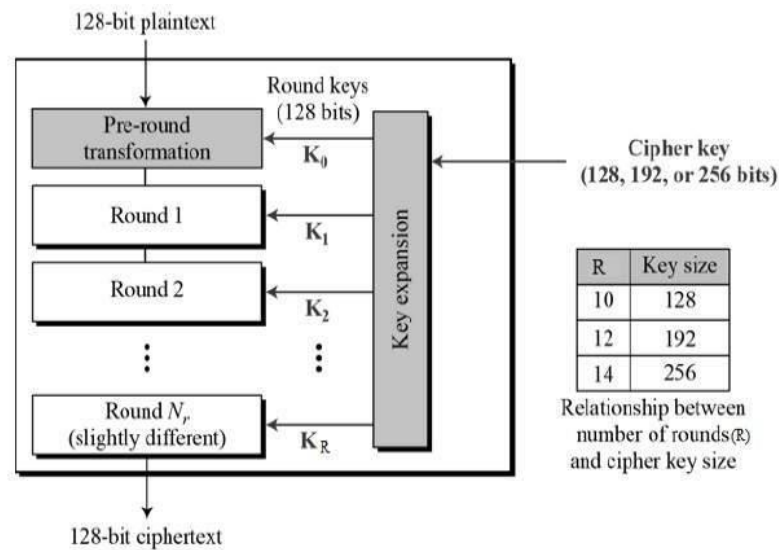 128-bit plaintext
Round keys
(128 bits)
Pre-round
transformation
K₀
Cipher key
(128, 192, or 256 bits)
Round 1
K₁
Round 2
K₂
Key expansion
R Key size
10 128
12 192
14 256
Relationship between
number of rounds(R)
and cipher key size
Round Nᵣ
(slightly different)
K_R
128-bit ciphertext